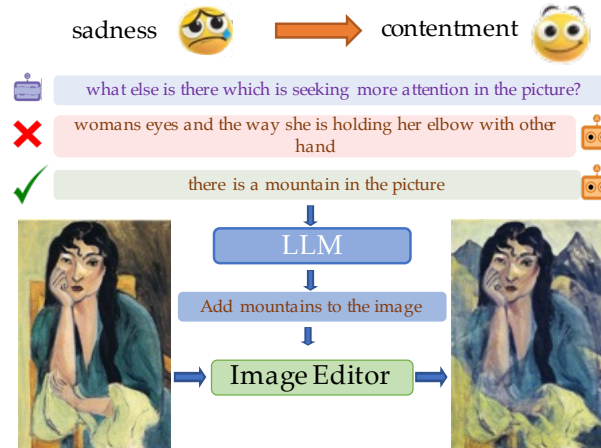 sadness
contentment
what else is there which is seeking more attention in the picture?
womans eyes and the way she is holding her elbow with other
hand
there is a mountain in the picture
LLM
Add mountains to the image
Image Editor